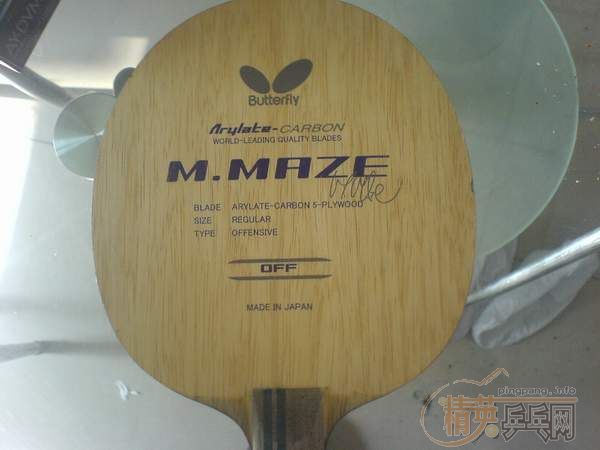 Butterfly
Arylate-CARBON
WORLD-LEADING QUALITY BLADES
M.MAZE
BLADE ARYLATE-CARBON 5-PLYWOOD
SIZE REGULAR
TYPE OFFENSIVE
OFF
MADE IN JAPAN
pingpang.info
精英乒乓网